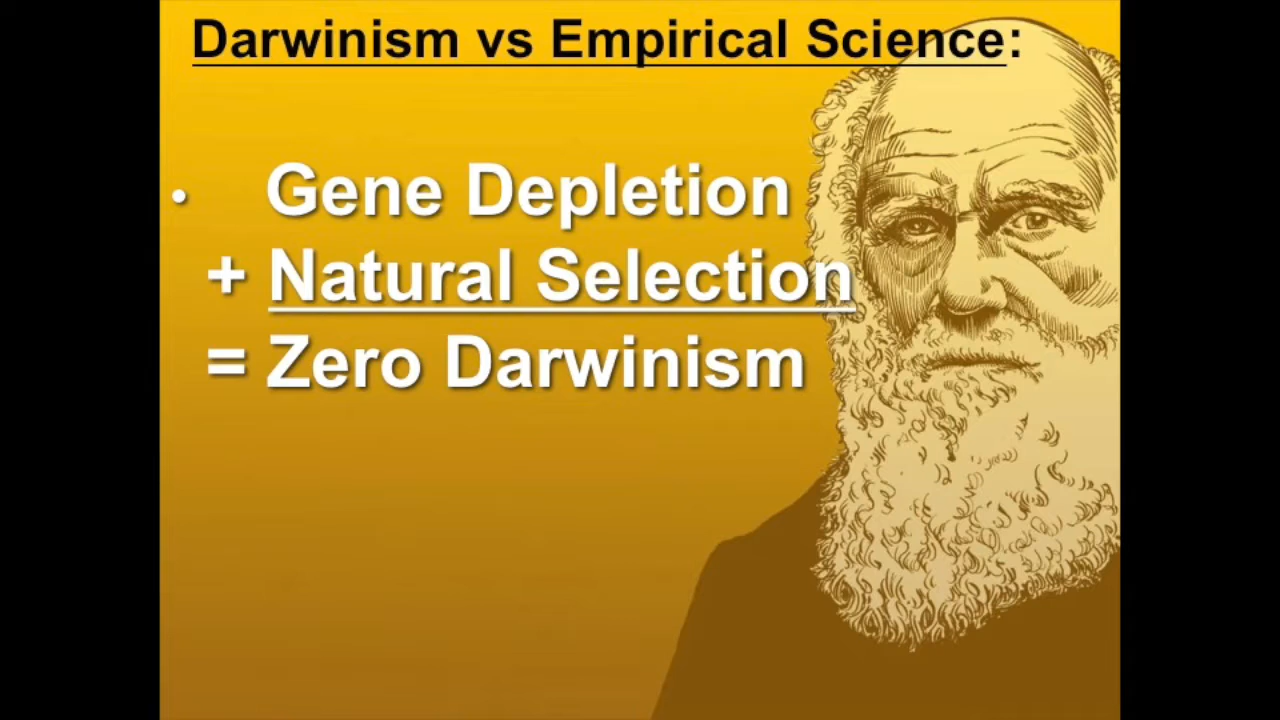 Darwinism vs Empirical Science:
• Gene Depletion
+ Natural Selection
= Zero Darwinism